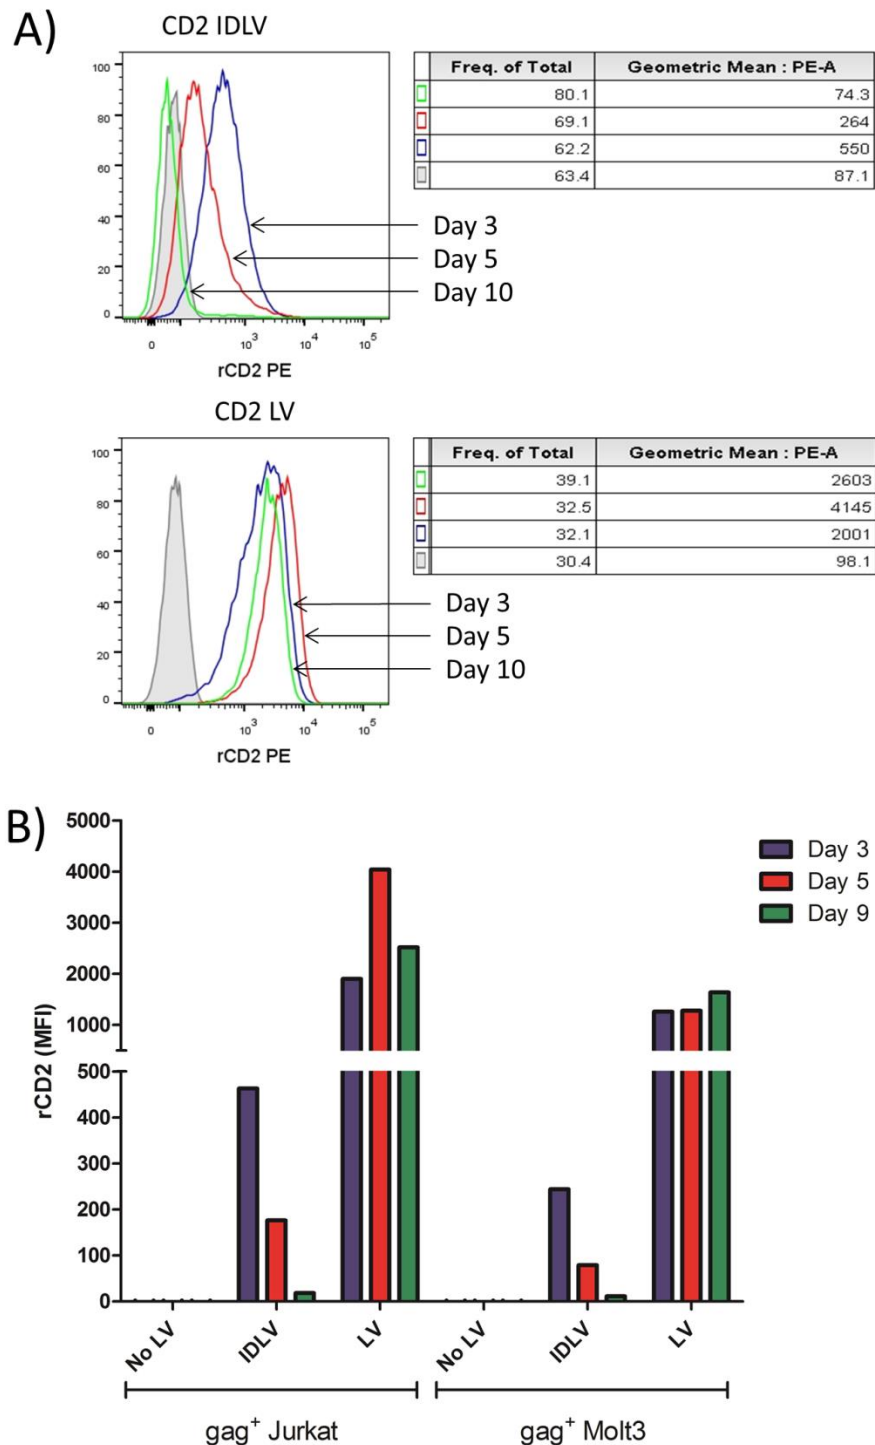 A)
CD2 IDLV
Freq. of Total Geometric Mean : PE-A
80.1 74.3
69.1 264
62.2 550
63.4 87.1
100
80
60
40
20
0
Day 3
Day 5
Day 10
0 10³ 10⁴ 10⁵
rCD2 PE
CD2 LV
Freq. of Total Geometric Mean : PE-A
39.1 2603
32.5 4145
32.1 2001
30.4 98.1
100
80
60
40
20
0
Day 3
Day 5
Day 10
0 10³ 10⁴ 10⁵
rCD2 PE
B)
rCD2 (MFI)
5000
4000
3000
2000
1000
500
400
300
200
100
0
Day 3
Day 5
Day 9
No LV IDLV LV No LV IDLV LV
gag⁺ Jurkat gag⁺ Molt3